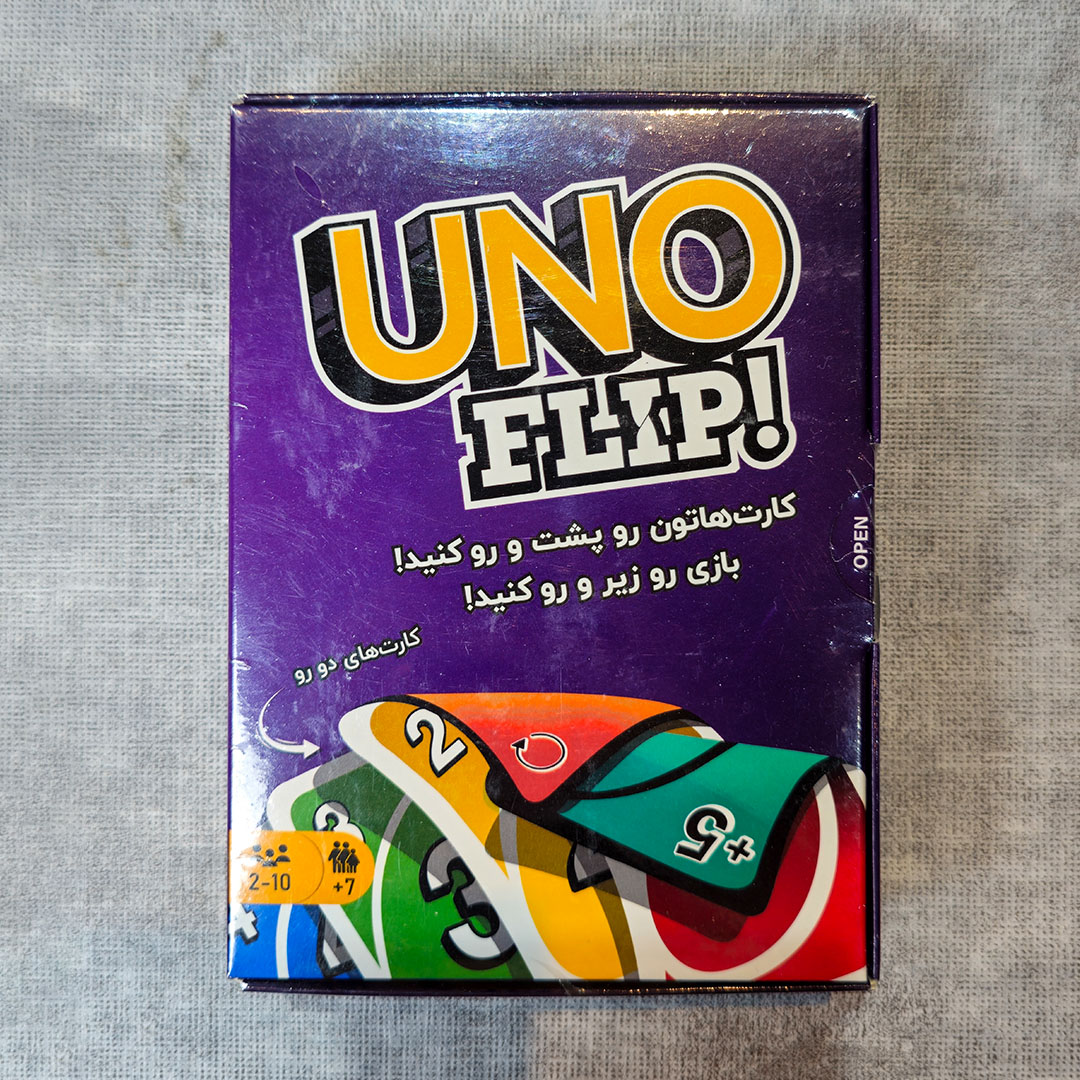 UNO
FLIP!
کارت‌هاتون رو پشت و رو کنید!
بازی رو زیر و رو کنید!
OPEN
کارت‌های دو رو
2
+5
3
3
2-10
+7